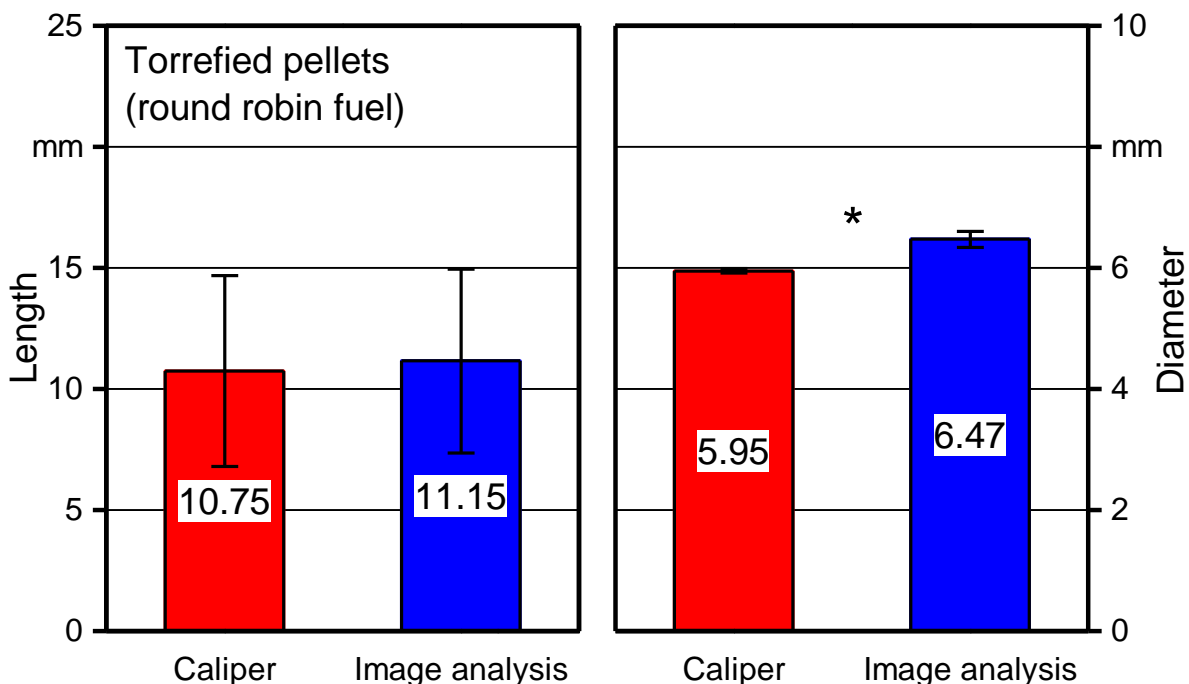 Torrefied pellets
(round robin fuel)
25
mm
15
10
5
0
Length
10.75
11.15
Caliper
Image analysis
*
5.95
6.47
Caliper
Image analysis
10
mm
6
4
2
0
Diameter